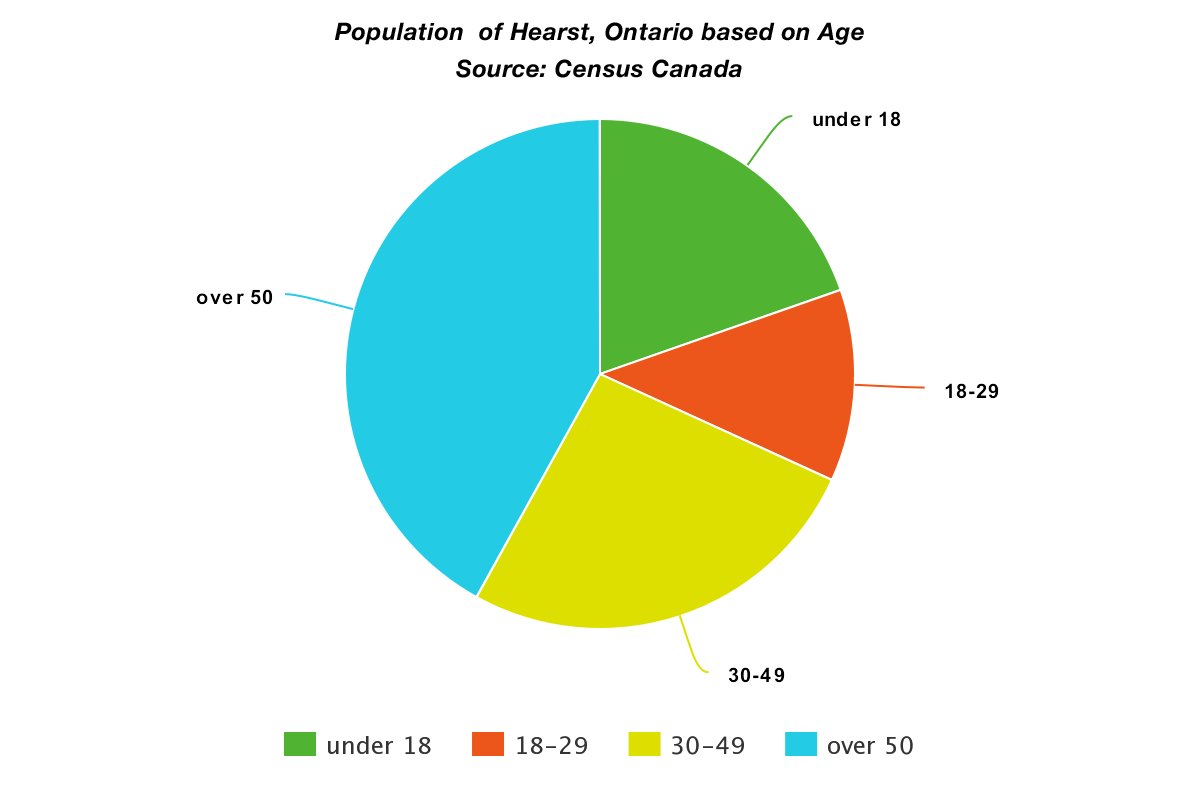 Population  of Hearst, Ontario based on Age
Source: Census Canada
under 18
over 50
18-29
30-49
under 18
18-29
30-49
over 50